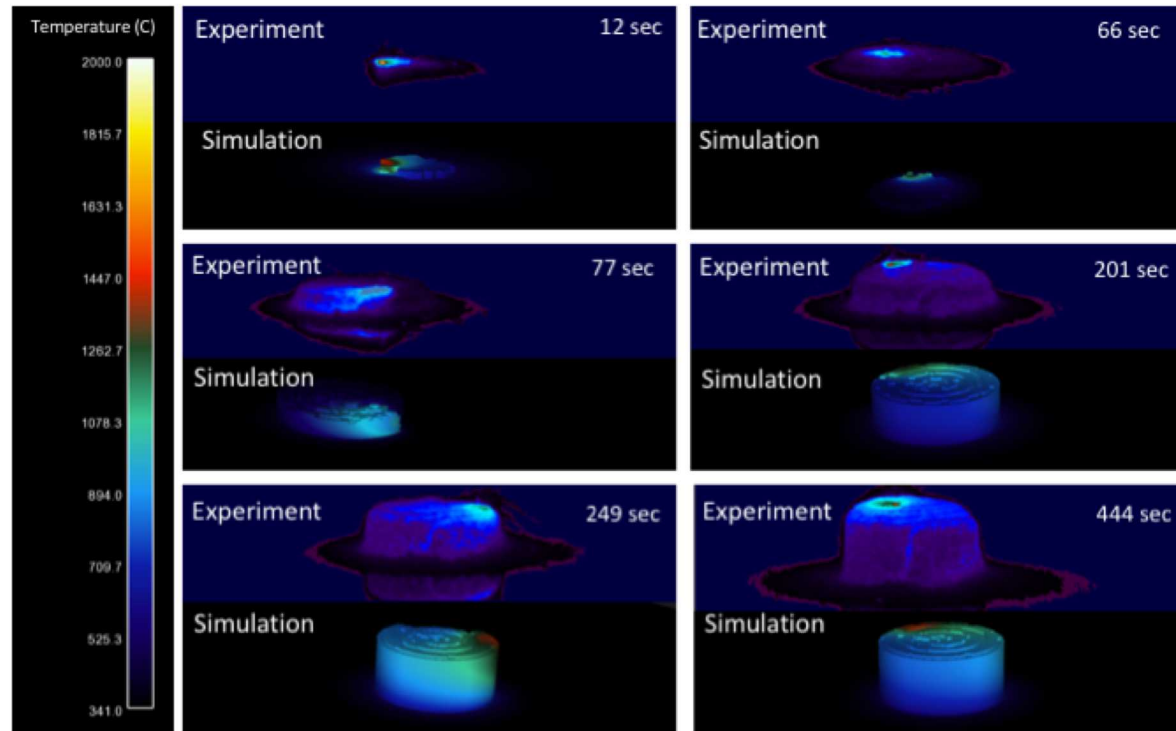 Temperature (C)
2000.0
1815.7
1631.3
1447.0
1262.7
1078.3
894.0
709.7
525.3
341.0
Experiment 12 sec
Simulation
Experiment 66 sec
Simulation
Experiment 77 sec
Simulation
Experiment 201 sec
Simulation
Experiment 249 sec
Simulation
Experiment 444 sec
Simulation